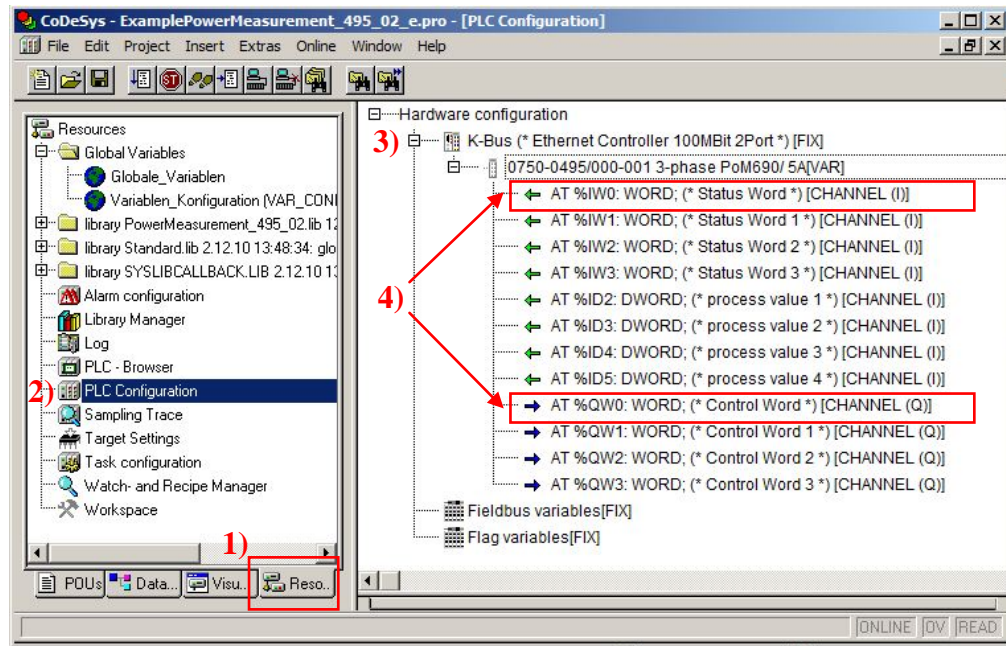 CoDeSys - ExamplePowerMeasurement_495_02_e.pro - [PLC Configuration]
File Edit Project Insert Extras Online Window Help
Resources
Global Variables
Globale_Variablen
Variablen_Konfiguration (VAR_CONI
library PowerMeasurement_495_02.lib 12
library Standard.lib 2.12.10 13:48:34: glo
library SYSLIBCALLBACK.LIB 2.12.10 13
Alarm configuration
Library Manager
Log
PLC - Browser
2) PLC Configuration
Sampling Trace
Target Settings
Task configuration
Watch- and Recipe Manager
Workspace
1)
POUs Data... Visu... Reso..
Hardware configuration
3) K-Bus (* Ethernet Controller 100MBit 2Port *) [FIX]
0750-0495/000-001 3-phase PoM690/ 5A[VAR]
AT %IW0: WORD; (* Status Word *) [CHANNEL (I)]
AT %IW1: WORD; (* Status Word 1 *) [CHANNEL (I)]
AT %IW2: WORD; (* Status Word 2 *) [CHANNEL (I)]
AT %IW3: WORD; (* Status Word 3 *) [CHANNEL (I)]
4) AT %ID2: DWORD; (* process value 1 *) [CHANNEL (I)]
AT %ID3: DWORD; (* process value 2 *) [CHANNEL (I)]
AT %ID4: DWORD; (* process value 3 *) [CHANNEL (I)]
AT %ID5: DWORD; (* process value 4 *) [CHANNEL (I)]
AT %QW0: WORD; (* Control Word *) [CHANNEL (Q)]
AT %QW1: WORD; (* Control Word 1 *) [CHANNEL (Q)]
AT %QW2: WORD; (* Control Word 2 *) [CHANNEL (Q)]
AT %QW3: WORD; (* Control Word 3 *) [CHANNEL (Q)]
Fieldbus variables[FIX]
Flag variables[FIX]
ONLINE OV READ